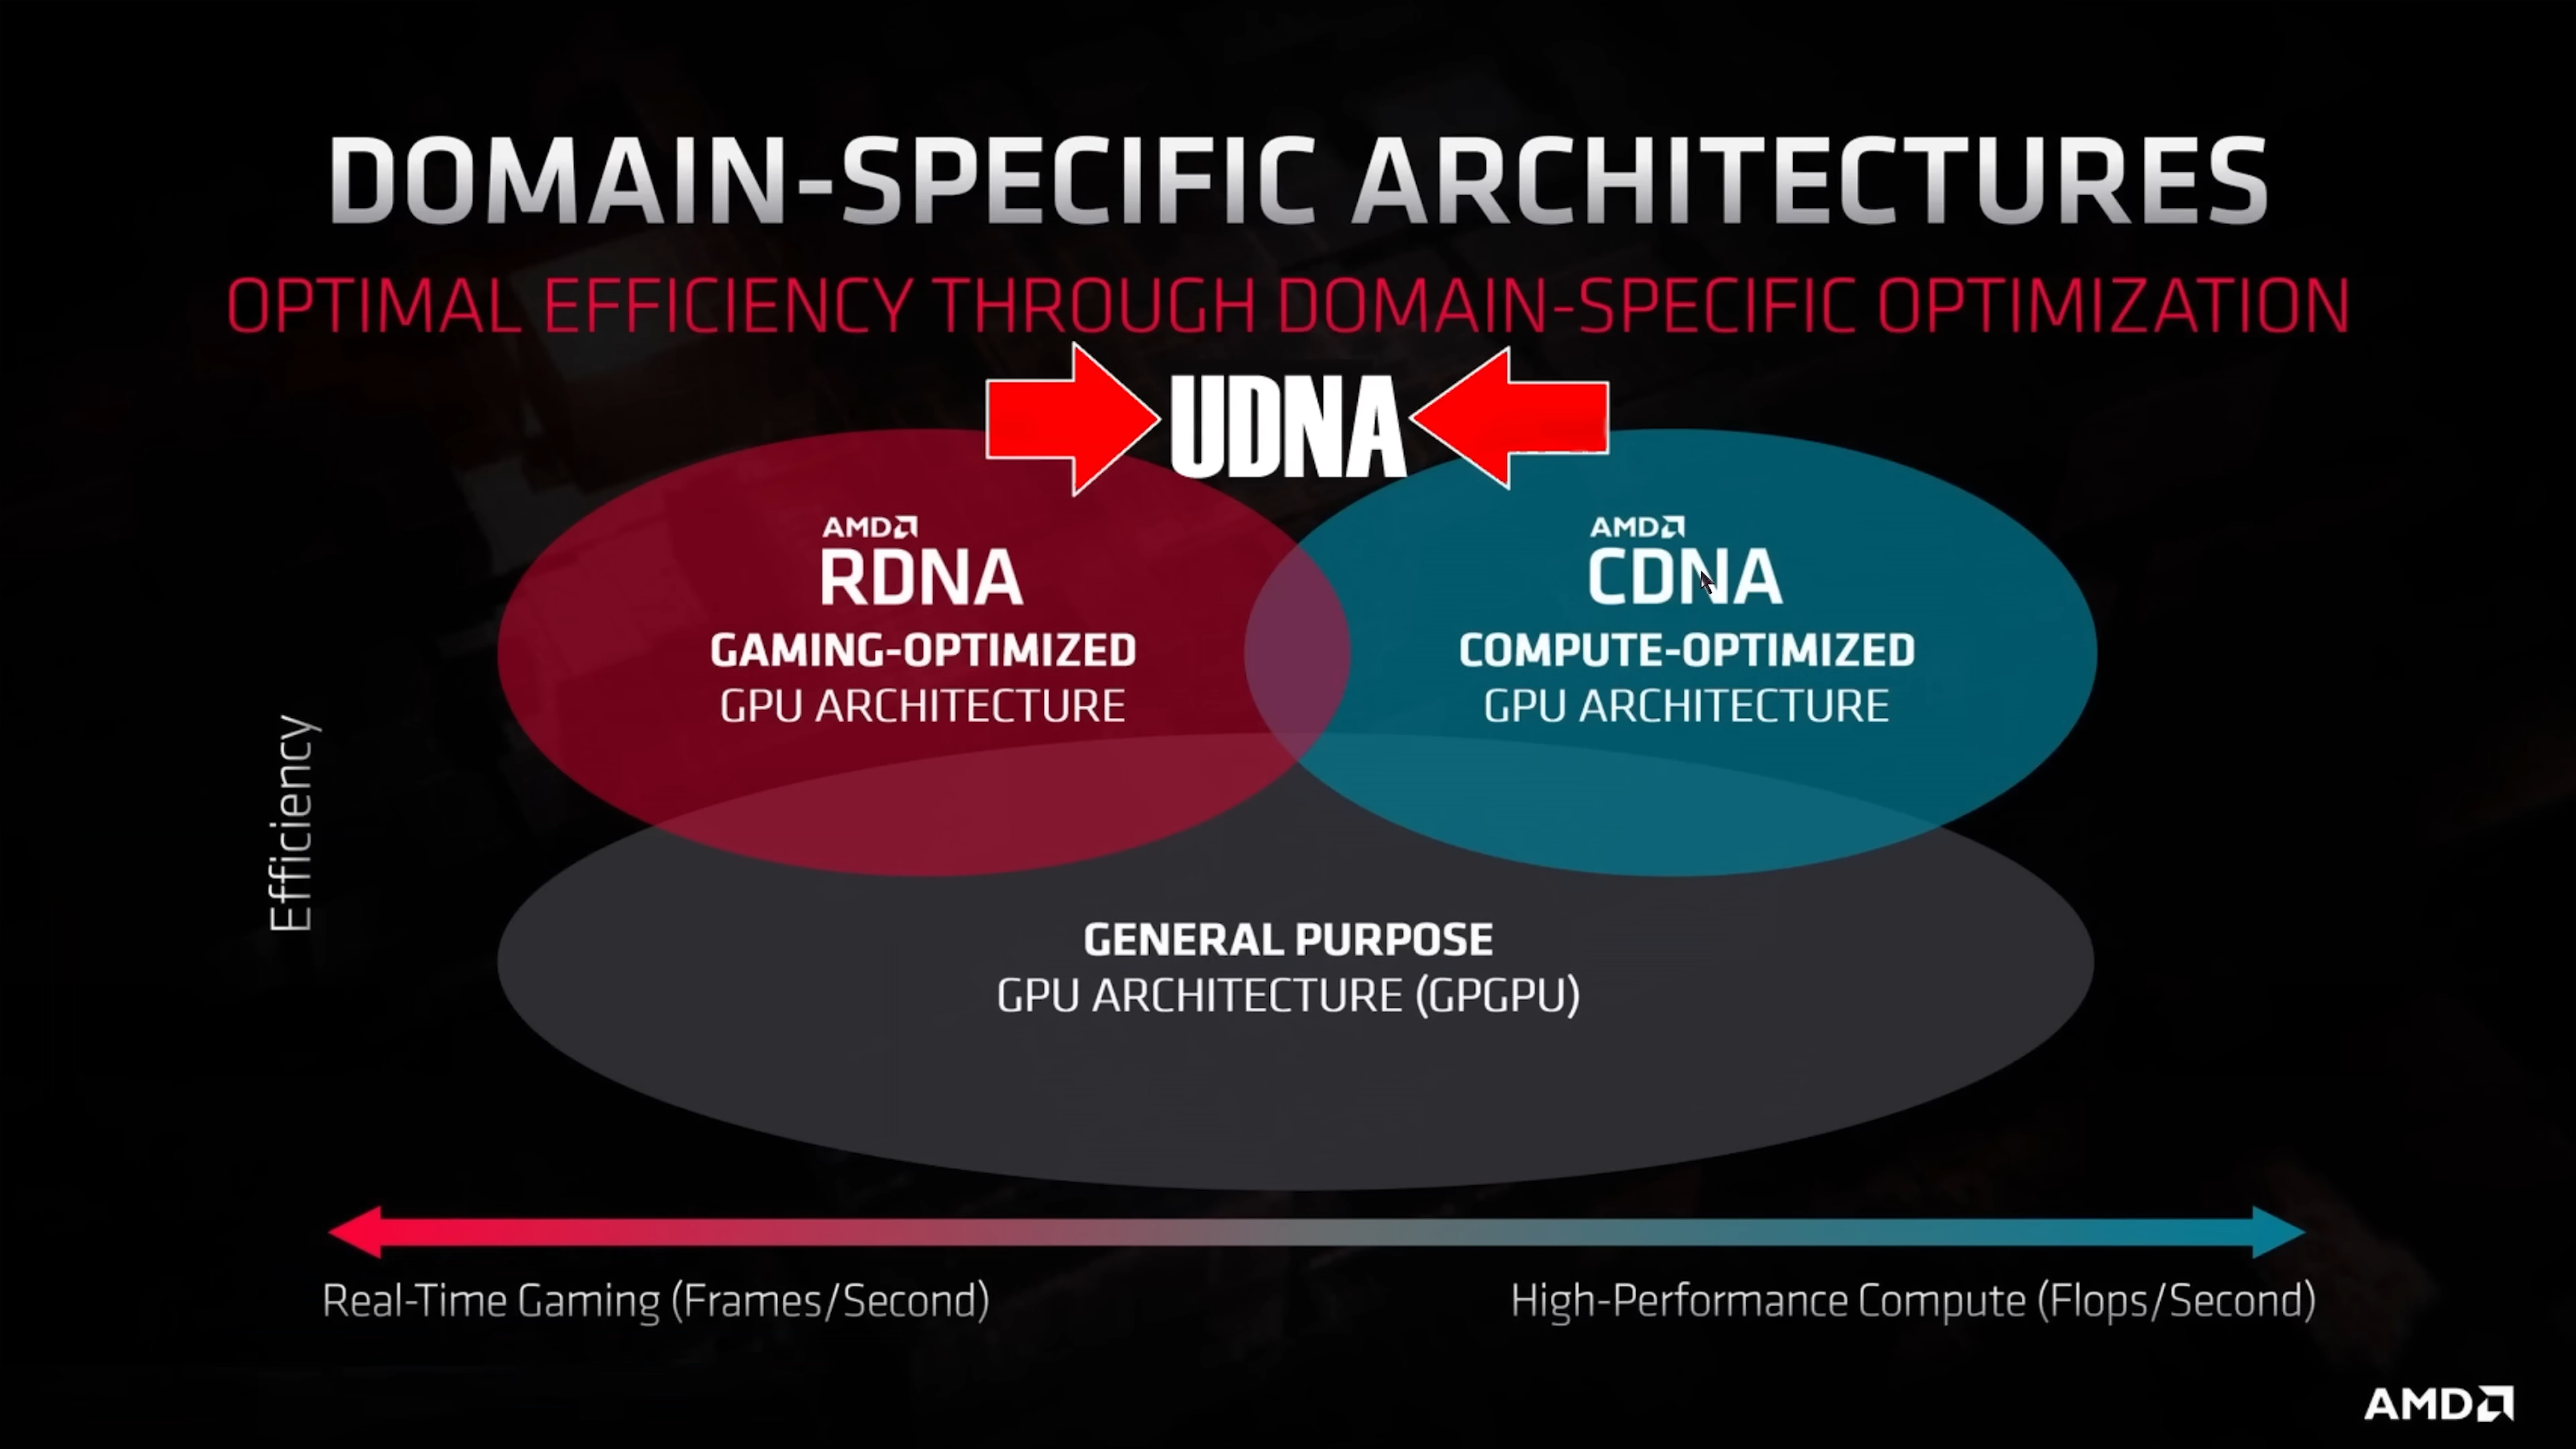 DOMAIN-SPECIFIC ARCHITECTURES
OPTIMAL EFFICIENCY THROUGH DOMAIN-SPECIFIC OPTIMIZATION
UDNA
AMD
RDNA
GAMING-OPTIMIZED
GPU ARCHITECTURE
AMD
CDNA
COMPUTE-OPTIMIZED
GPU ARCHITECTURE
Efficiency
GENERAL PURPOSE
GPU ARCHITECTURE (GPGPU)
Real-Time Gaming (Frames/Second)
High-Performance Compute (Flops/Second)
AMD